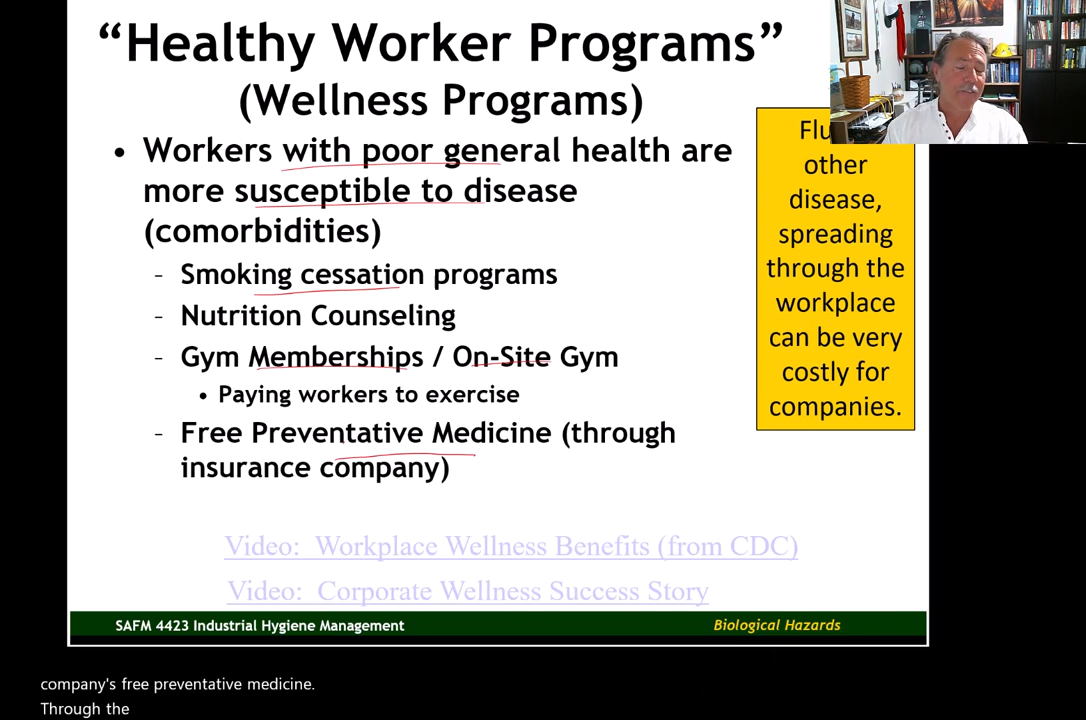 “Healthy Worker Programs”
(Wellness Programs)
• Workers with poor general health are
more susceptible to disease
(comorbidities)
- Smoking cessation programs
- Nutrition Counseling
- Gym Memberships / On-Site Gym
• Paying workers to exercise
- Free Preventative Medicine (through
insurance company)
other
disease,
spreading
through the
workplace
can be very
costly for
companies.
Video: Workplace Wellness Benefits (from CDC)
Video: Corporate Wellness Success Story
SAFM 4423 Industrial Hygiene Management
Biological Hazards
company's free preventative medicine.
Through the